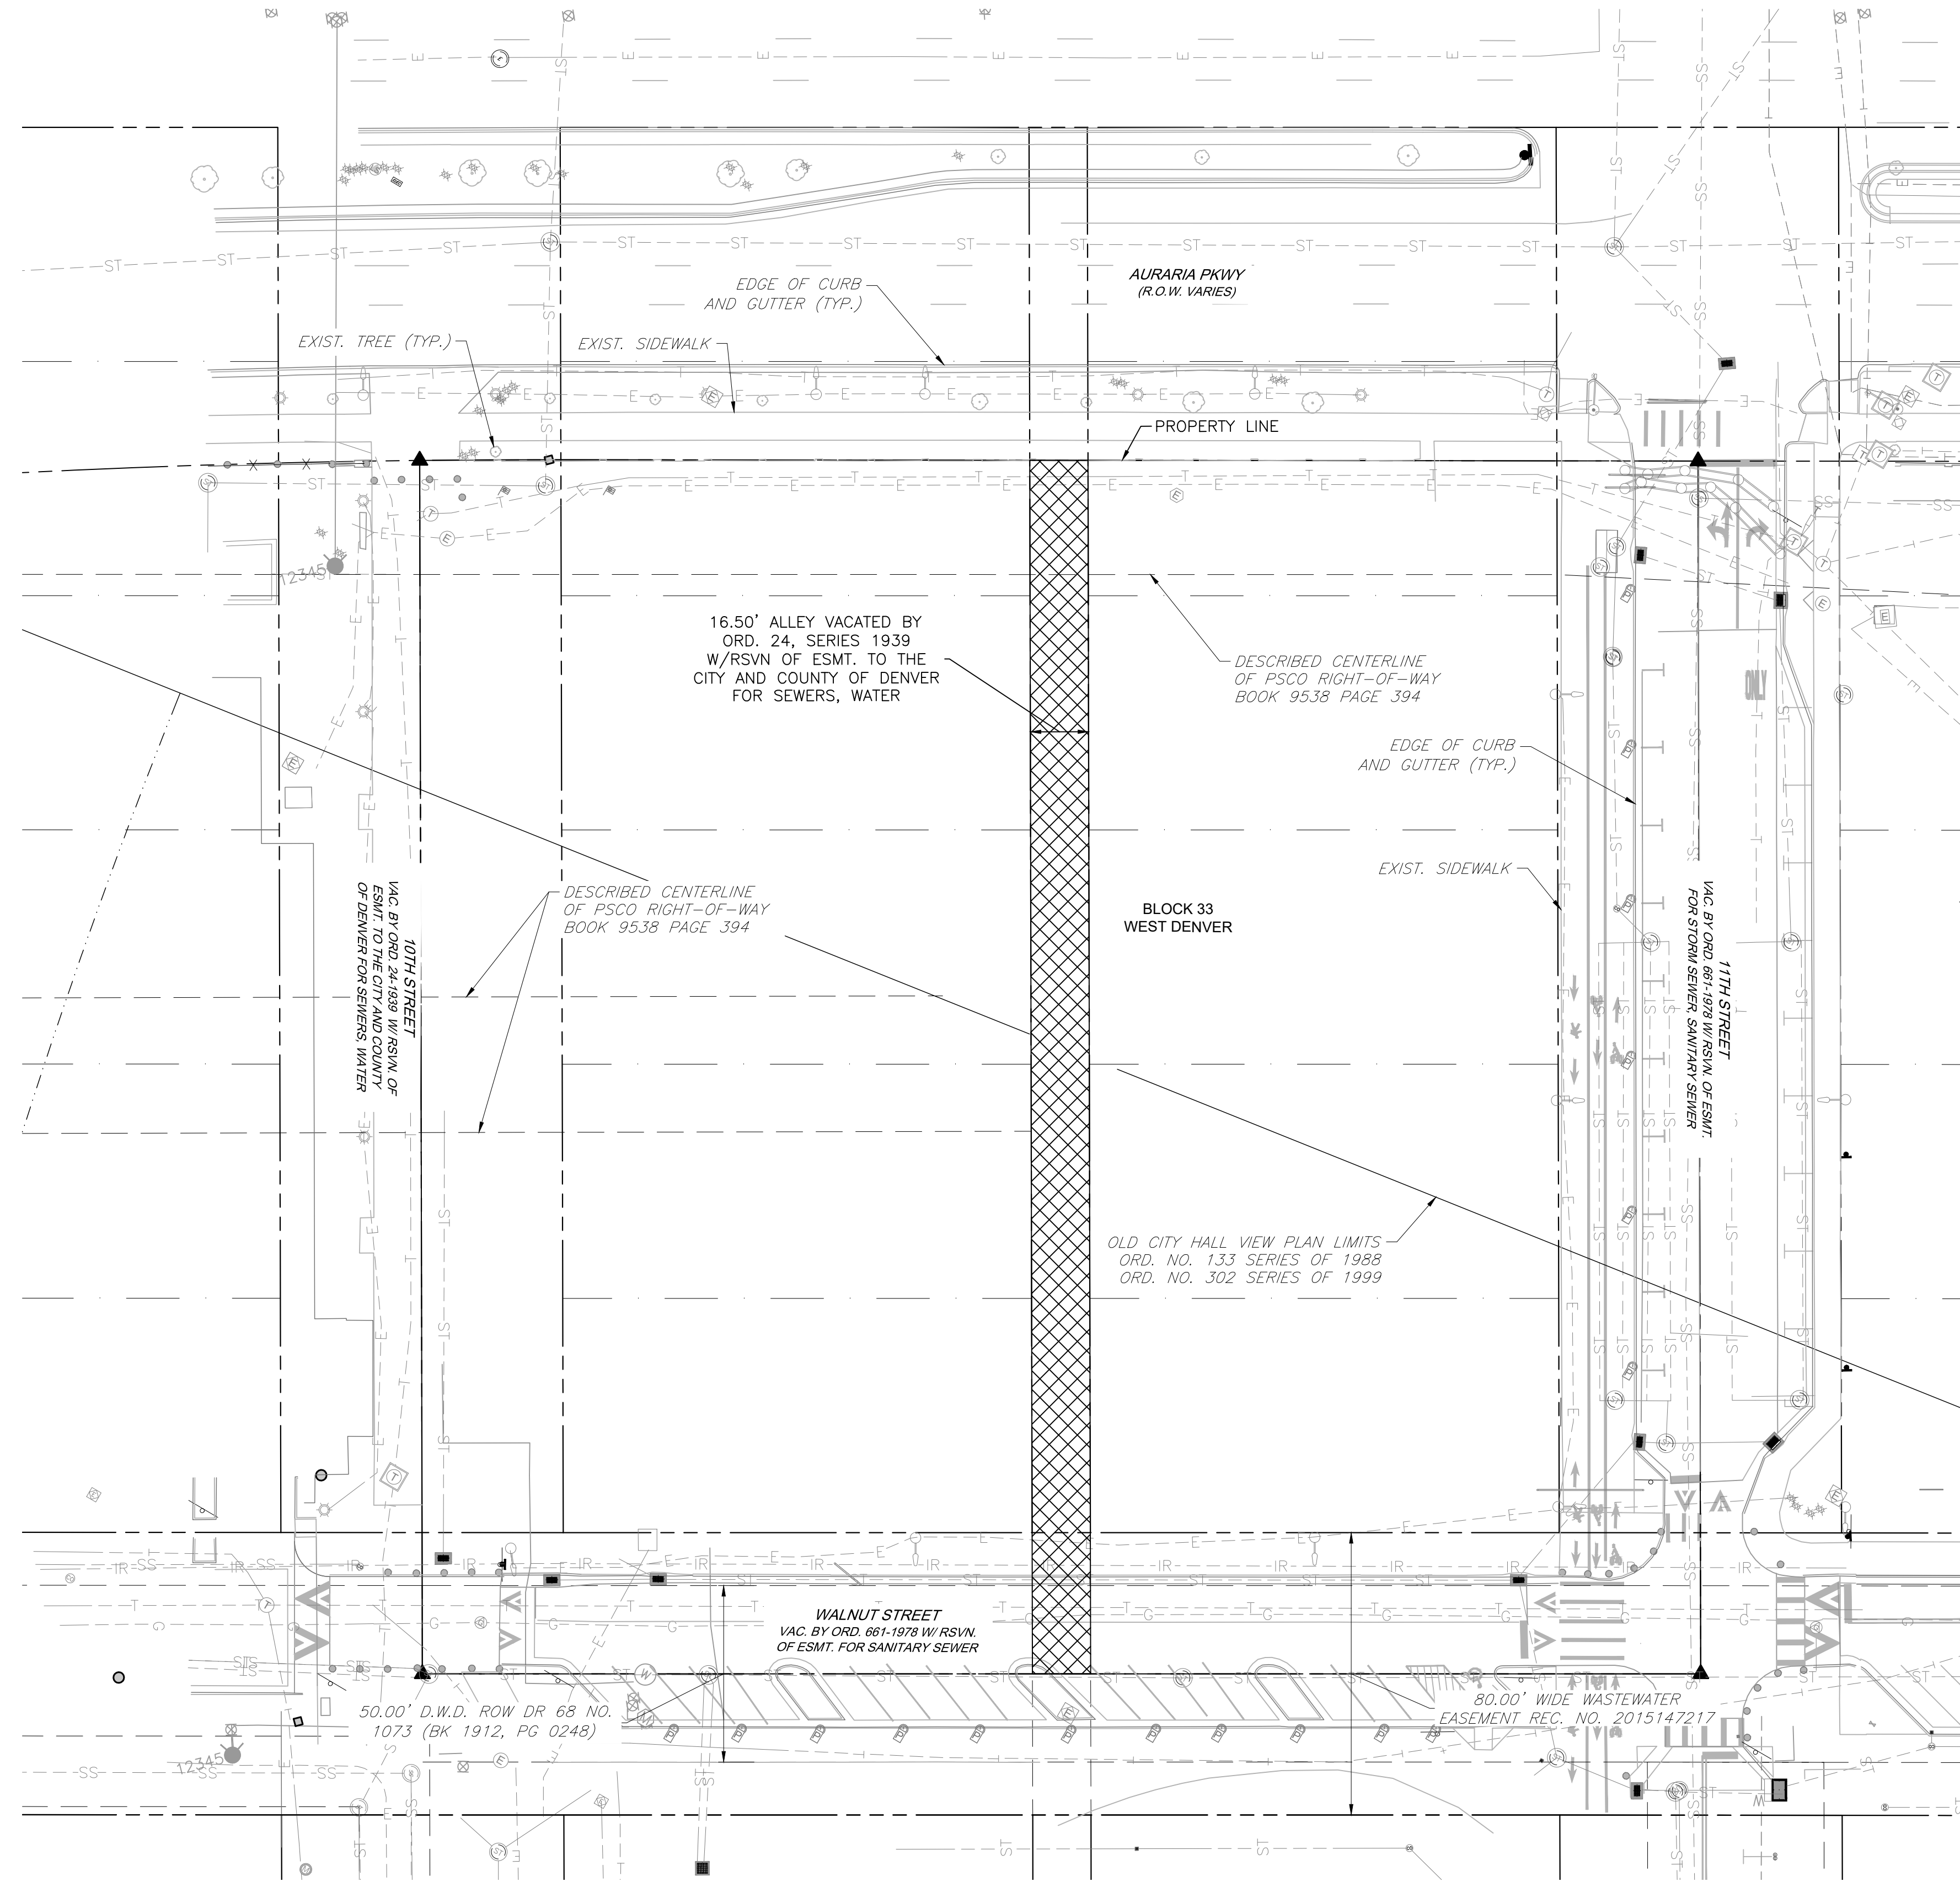 AURARIA PKWY
(R.O.W. VARIES)
EDGE OF CURB
AND GUTTER (TYP.)
EXIST. TREE (TYP.)
EXIST. SIDEWALK
PROPERTY LINE
12345
16.50' ALLEY VACATED BY
ORD. 24, SERIES 1939
W/RSVN OF ESMT. TO THE
CITY AND COUNTY OF DENVER
FOR SEWERS, WATER
DESCRIBED CENTERLINE
OF PSCO RIGHT-OF-WAY
BOOK 9538 PAGE 394
ONLY
EDGE OF CURB
AND GUTTER (TYP.)
EXIST. SIDEWALK
DESCRIBED CENTERLINE
OF PSCO RIGHT-OF-WAY
BOOK 9538 PAGE 394
BLOCK 33
WEST DENVER
10TH STREET
VAC. BY ORD. 24-1939 W/ RSVN. OF
ESMT. TO THE CITY AND COUNTY
OF DENVER FOR SEWERS, WATER
11TH STREET
VAC. BY ORD. 661-1978 W/ RSVN. OF ESMT.
FOR STORM SEWER, SANITARY SEWER
OLD CITY HALL VIEW PLAN LIMITS
ORD. NO. 133 SERIES OF 1988
ORD. NO. 302 SERIES OF 1999
WALNUT STREET
VAC. BY ORD. 661-1978 W/ RSVN.
OF ESMT. FOR SANITARY SEWER
50.00' D.W.D. ROW DR 68 NO.
1073 (BK 1912, PG 0248)
80.00' WIDE WASTEWATER
EASEMENT REC. NO. 2015147217
12345